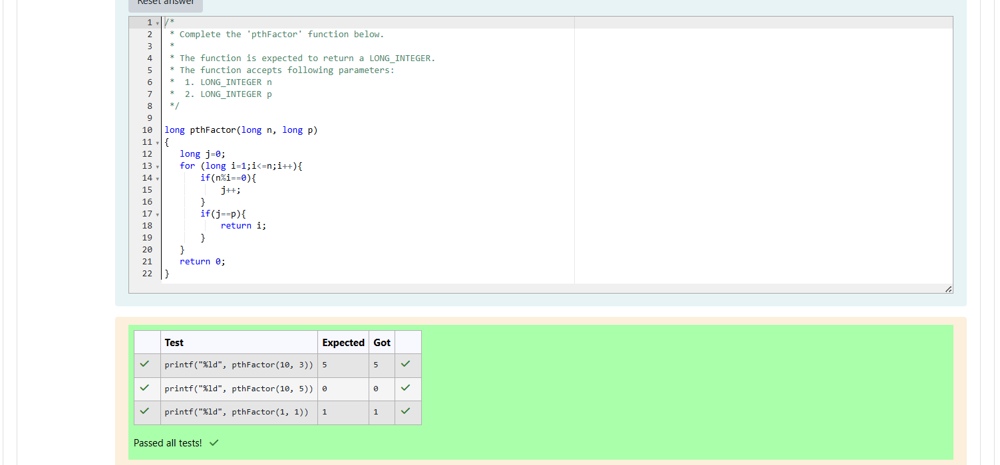 Reset answer
1 /*
2  * Complete the 'pthFactor' function below.
3  *
4  * The function is expected to return a LONG_INTEGER.
5  * The function accepts following parameters:
6  *  1. LONG_INTEGER n
7  *  2. LONG_INTEGER p
8  */
9
10 long pthFactor(long n, long p)
11 {
12    long j=0;
13    for (long i=1;i<=n;i++){
14        if(n%i==0){
15            j++;
16        }
17        if(j==p){
18            return i;
19        }
20    }
21    return 0;
22 }
Test Expected Got
printf("%ld", pthFactor(10, 3)) 5 5
printf("%ld", pthFactor(10, 5)) 0 0
printf("%ld", pthFactor(1, 1)) 1 1
Passed all tests!